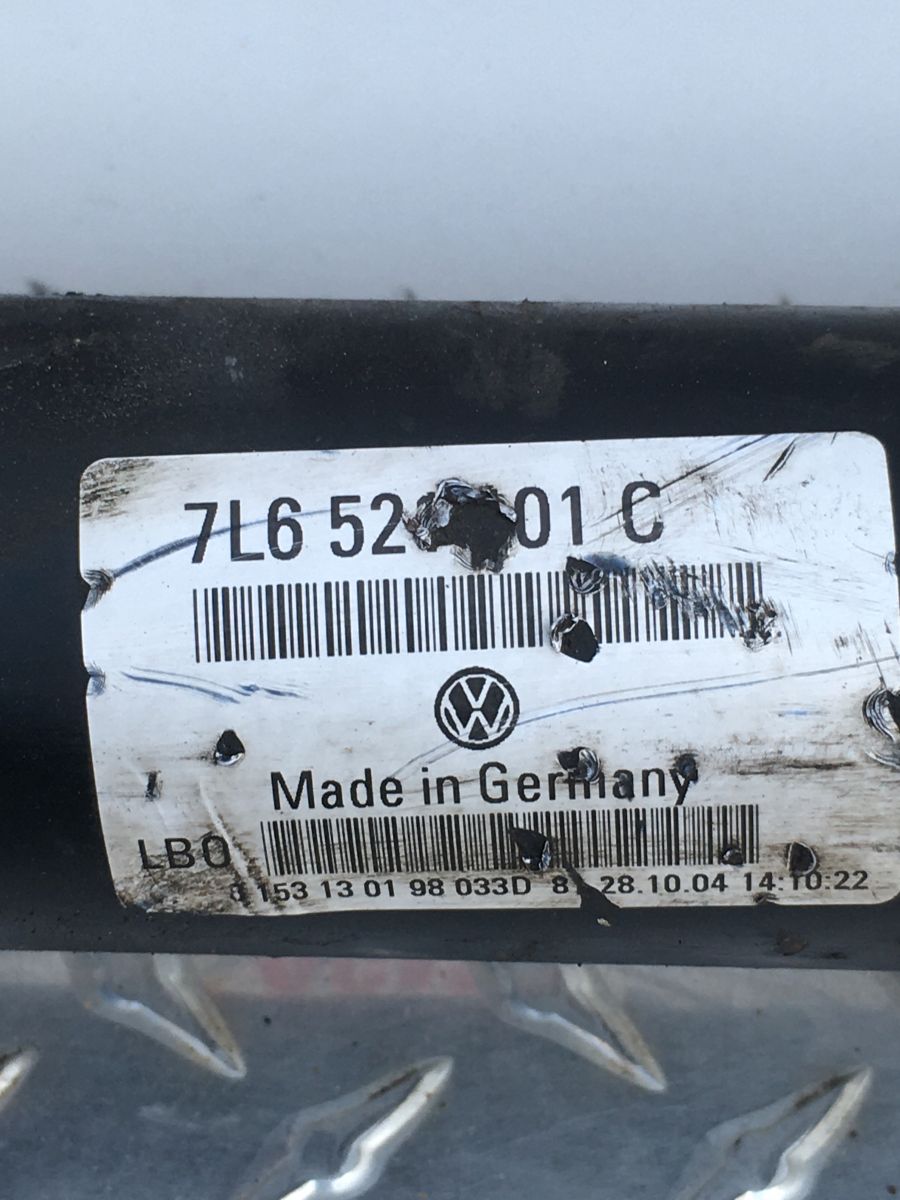 7L6 52 01 C
Made in Germany
LBO
153 13 01 98 033D 28.10.04 14:10:22